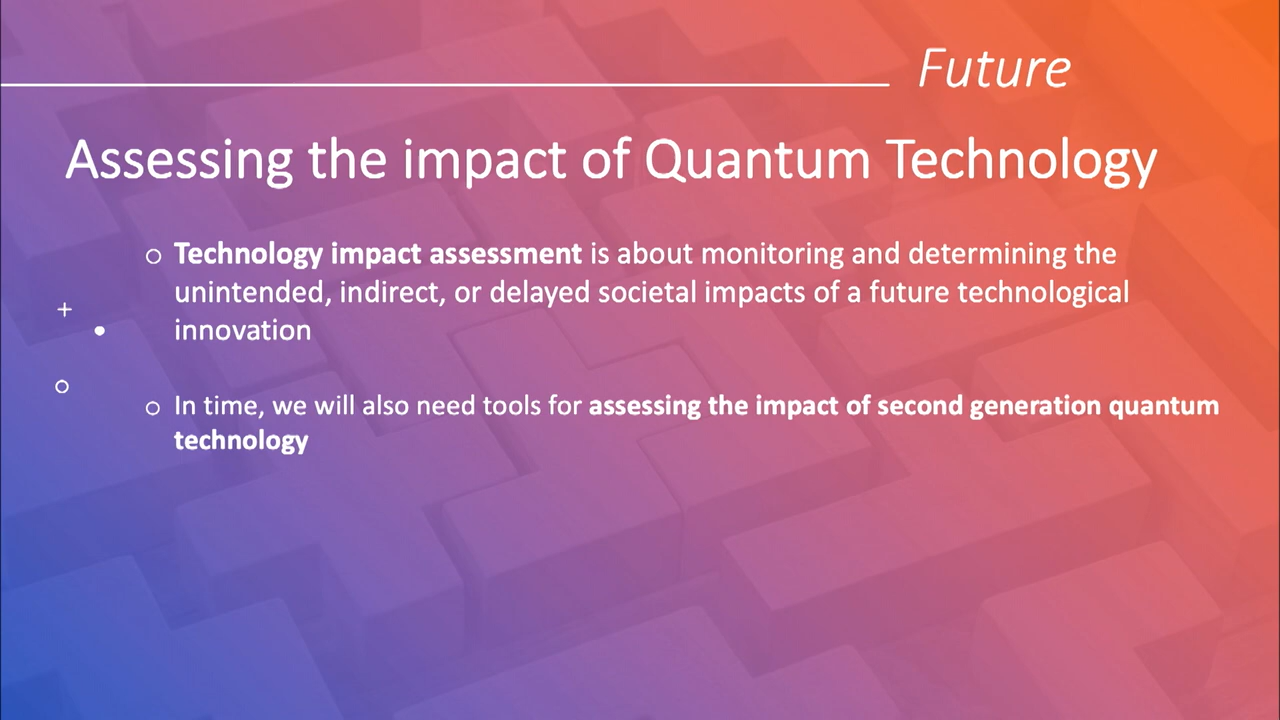 Future
Assessing the impact of Quantum Technology
Technology impact assessment is about monitoring and determining the
unintended, indirect, or delayed societal impacts of a future technological
innovation
In time, we will also need tools for assessing the impact of second generation quantum
technology